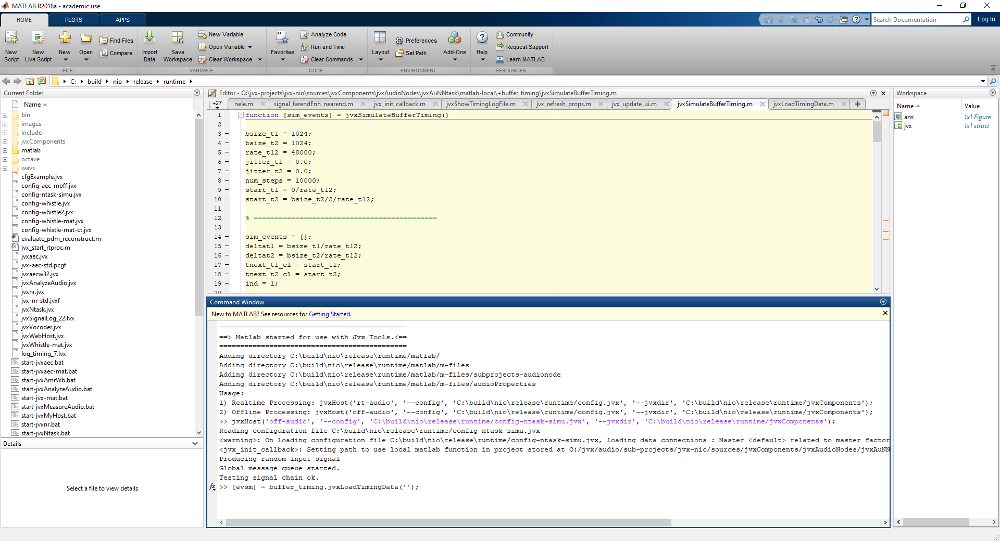 MATLAB R2018a - academic use
HOME PLOTS APPS
Search Documentation Log In
New Script
New Live Script
New
Open
Find Files
Compare
FILE
Import Data
Save Workspace
New Variable
Open Variable
Clear Workspace
VARIABLE
Favorites
Analyze Code
Run and Time
Clear Commands
CODE
Layout
Preferences
Set Path
Add-Ons
ENVIRONMENT
Help
Community
Request Support
Learn MATLAB
RESOURCES
C: build nio release runtime
Current Folder
Name
bin
images
include
jvxComponents
matlab
octave
wavs
cfgExample.jvx
config-aec-moff.jvx
config-ntask-simu.jvx
config-whistle.jvx
config-whistle2.jvx
config-whistle-mat.jvx
config-whistle-mat-ct.jvx
evaluate_pdm_reconstruct.m
jvx_start_rtproc.m
jvxaec.jvx
jvx-aec-std.pcgf
jvxaecw32.jvx
jvxAnalyzeAudio.jvx
jvxnr.jvx
jvx-nr-std.jvxf
jvxNtask.jvx
jvxSignalLog_22.lvx
jvxVocoder.jvx
jvxWebHost.jvx
jvxWhistle-mat.jvx
log_timing_7.lvx
start-jvxaec.bat
start-jvxaec-mat.bat
start-jvxAmrWb.bat
start-jvxAnalyzeAudio.bat
start-jvx-mat.bat
start-jvxMeasureAudio.bat
start-jvxMyHost.bat
start-jvxnr.bat
start-jvxNtask.bat
Details
Select a file to view details
Editor - O:\jvx-projects\jvx-nio\sources\jvxComponents\jvxAudioNodes\jvxAuNNtask\matlab-local\+buffer_timing\jvxSimulateBufferTiming.m
+27 nele.m signal_farendEnh_nearend.m jvx_init_callback.m jvxShowTimingLogFile.m jvx_refresh_props.m jvx_update_ui.m jvxSimulateBufferTiming.m jvxLoadTimingData.m +
1 function [sim_events] = jvxSimulateBufferTiming()
2
3 - bsize_t1 = 1024;
4 - bsize_t2 = 1024;
5 - rate_t12 = 48000;
6 - jitter_t1 = 0.0;
7 - jitter_t2 = 0.0;
8 - num_steps = 10000;
9 - start_t1 = 0/rate_t12;
10 - start_t2 = bsize_t2/2/rate_t12;
11
12 % ============================================
13
14 - sim_events = [];
15 - deltat1 = bsize_t1/rate_t12;
16 - deltat2 = bsize_t2/rate_t12;
17 - tnext_t1_cl = start_t1;
18 - tnext_t2_cl = start_t2;
19 - ind = 1;
20
Command Window
New to MATLAB? See resources for Getting Started.
=============================================
==> Matlab started for use with Jvx Tools.<==
=============================================
Adding directory C:\build\nio\release\runtime/matlab/
Adding directory C:\build\nio\release\runtime/matlab/m-files
Adding directory C:\build\nio\release\runtime/matlab/m-files/subprojects-audionode
Adding directory C:\build\nio\release\runtime/matlab/m-files/audioProperties
Usage:
1) Realtime Processing: jvxHost('rt-audio', '--config', 'C:\build\nio\release\runtime/config.jvx', '--jvxdir', 'C:\build\nio\release\runtime/jvxComponents');
2) Offline Processing: jvxHost('off-audio', '--config', 'C:\build\nio\release\runtime/config.jvx', '--jvxdir', 'C:\build\nio\release\runtime/jvxComponents');
>> jvxHost('off-audio', '--config', 'C:\build\nio\release\runtime/config-ntask-simu.jvx', '--jvxdir', 'C:\build\nio\release\runtime/jvxComponents');
Reading configuration file C:\build\nio\release\runtime/config-ntask-simu.jvx
<warning>: On loading configuration file C:\build\nio\release\runtime/config-ntask-simu.jvx, loading data connections : Master <default> related to master factor
<jvx_init_callback>: Setting path to use local matlab function in project stored at O:/jvx/audio/sub-projects/jvx-nio/sources/jvxComponents/jvxAudioNodes/jvxAuNN
Producing random input signal
Global message queue started.
Testing signal chain ok.
fx >> [evsm] = buffer_timing.jvxLoadTimingData('');
Workspace
Name Value
ans 1x1 Figure
jvx 1x1 struct